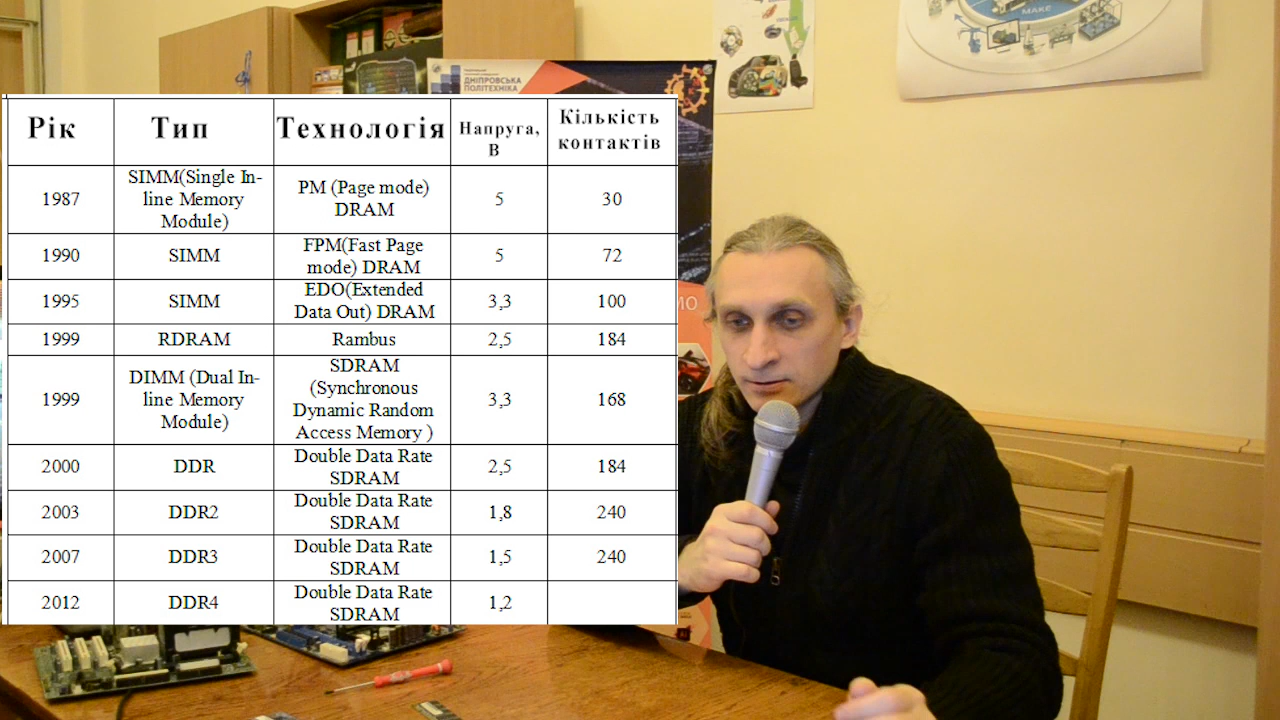 MAKE
ДНІПРОВСЬКА
ПОЛІТЕХНІКА
Рік
Тип
Технологія
Напруга,
В
Кількість
контактів
1987
SIMM(Single In-
line Memory
Module)
PM (Page mode)
DRAM
5
30
1990
SIMM
FPM(Fast Page
mode) DRAM
5
72
1995
SIMM
EDO(Extended
Data Out) DRAM
3,3
100
1999
RDRAM
Rambus
2,5
184
1999
DIMM (Dual In-
line Memory
Module)
SDRAM
(Synchronous
Dynamic Random
Access Memory )
3,3
168
2000
DDR
Double Data Rate
SDRAM
2,5
184
2003
DDR2
Double Data Rate
SDRAM
1,8
240
2007
DDR3
Double Data Rate
SDRAM
1,5
240
2012
DDR4
Double Data Rate
SDRAM
1,2